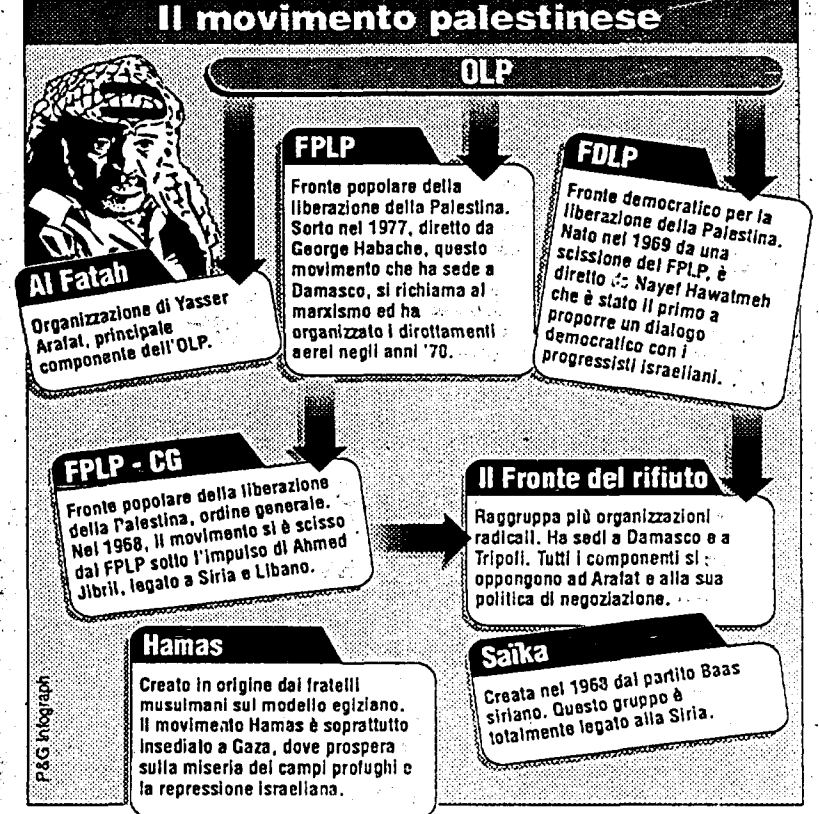 Il movimento palestinese
OLP
Al Fatah
Organizzazione di Yasser
Arafat, principale
componente dell'OLP.
FPLP
Fronte popolare della
liberazione della Palestina.
Sorto nel 1977, diretto da
George Habache, questo
movimento che ha sede a
Damasco, si richiama al
marxismo ed ha
organizzato i dirottamenti
aerei negli anni '70.
FDLP
Fronte democratico per la
liberazione della Palestina.
Nato nel 1969 da una
scissione del FPLP, è
diretto da Nayef Hawatmeh
che è stato il primo a
proporre un dialogo
democratico con i
progressisti israeliani.
FPLP - CG
Fronte popolare della liberazione
della Palestina, ordine generale.
Nel 1968, il movimento si è scisso
dal FPLP sotto l'impulso di Ahmed
Jibril, legato a Siria e Libano.
Il Fronte del rifiuto
Raggruppa più organizzazioni
radicali. Ha sedi a Damasco e a
Tripoli. Tutti i componenti si
oppongono ad Arafat e alla sua
politica di negoziazione.
Hamas
Creato in origine dai fratelli
musulmani sul modello egiziano.
Il movimento Hamas è soprattutto
insediato a Gaza, dove prospera
sulla miseria dei campi profughi e
la repressione israeliana.
Saïka
Creata nel 1968 dal partito Baas
siriano. Questo gruppo è
totalmente legato alla Siria.
P&G Infograph